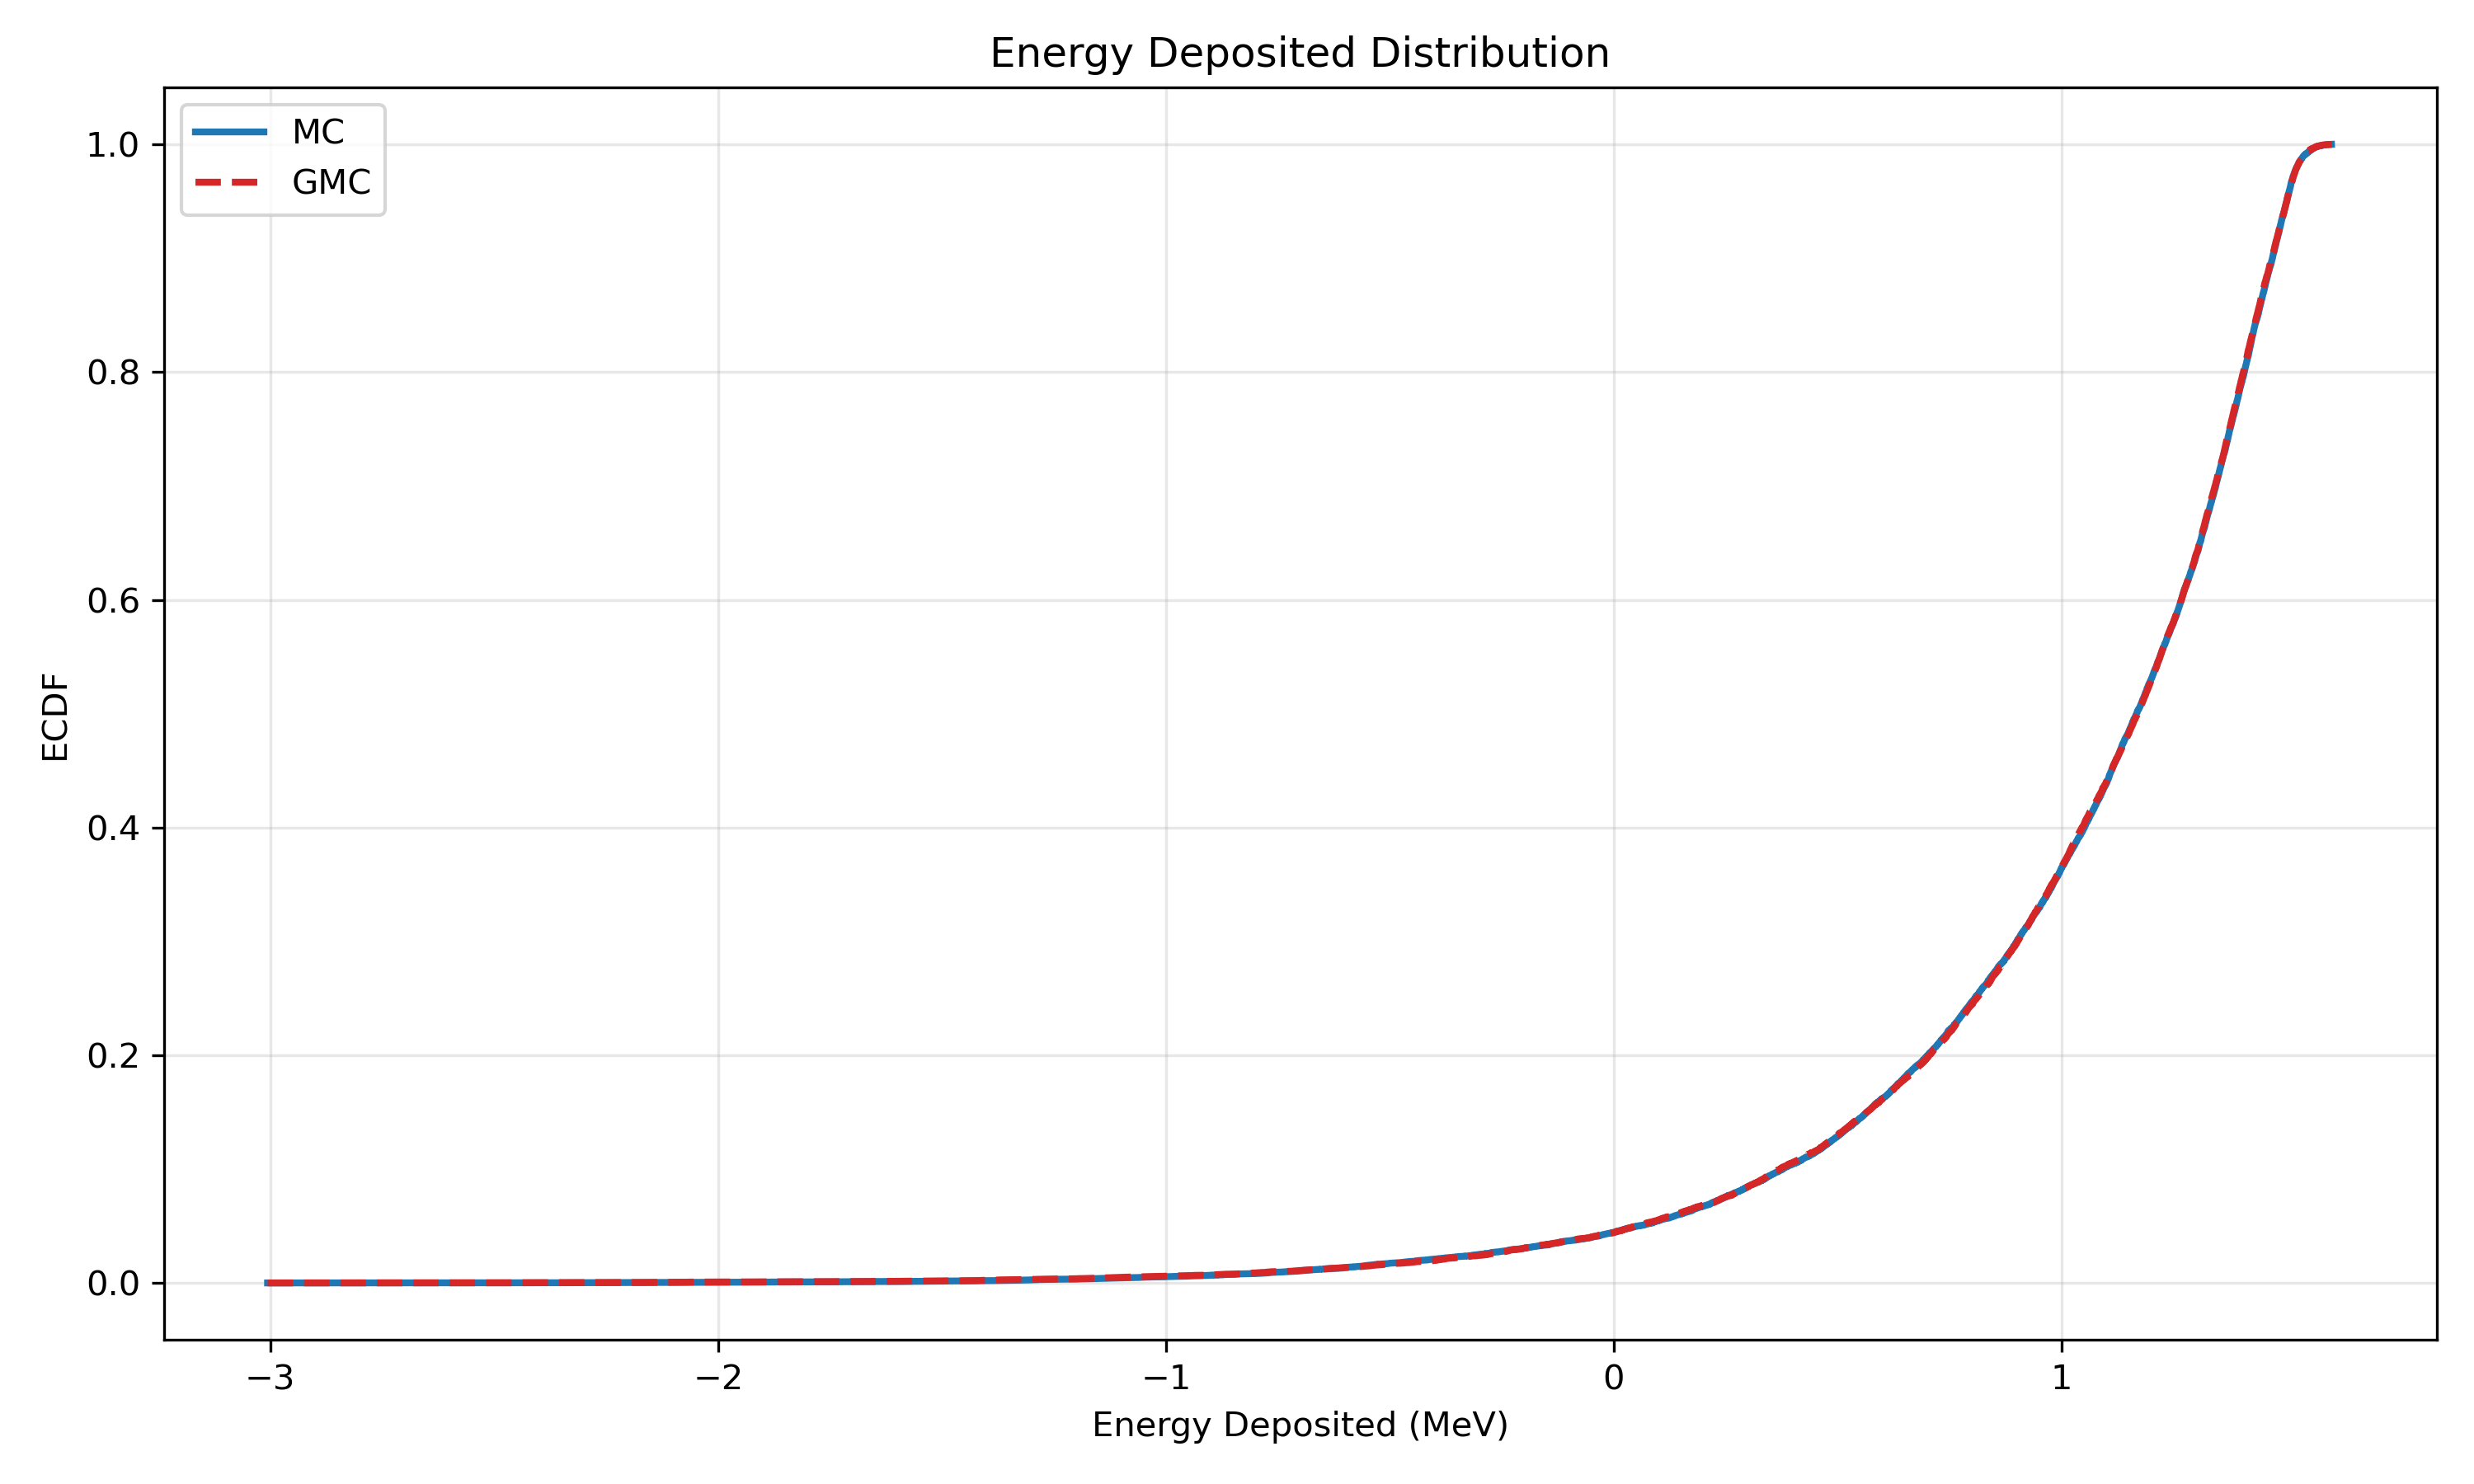 Energy Deposited Distribution
MC
GMC
1.0
0.8
0.6
0.4
0.2
0.0
ECDF
−3
−2
−1
0
1
Energy Deposited (MeV)